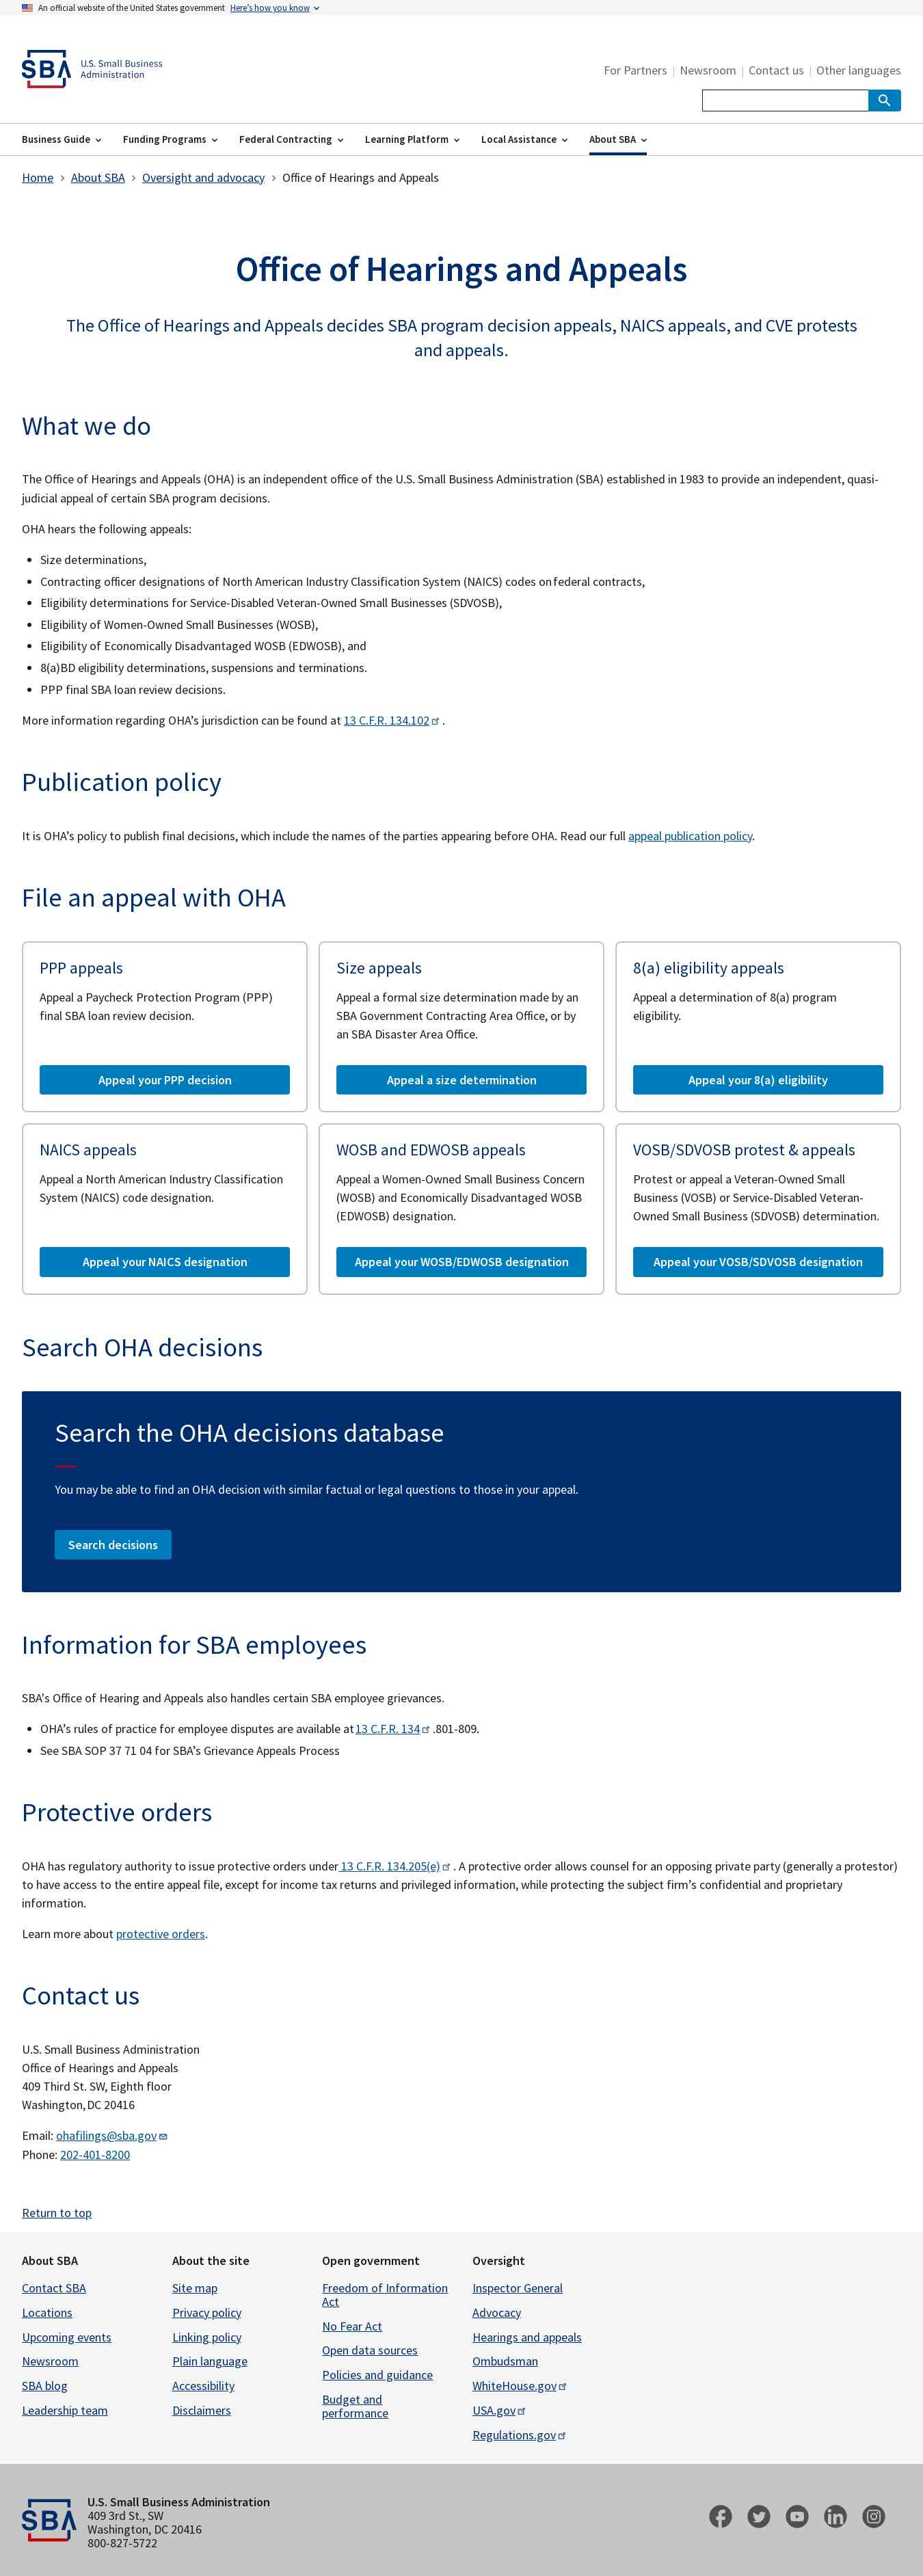 An official website of the United States government Here's how you know
SBA
U.S. Small Business
Administration
For Partners | Newsroom | Contact us | Other languages
Business Guide Funding Programs Federal Contracting Learning Platform Local Assistance About SBA
Home > About SBA > Oversight and advocacy > Office of Hearings and Appeals
Office of Hearings and Appeals
The Office of Hearings and Appeals decides SBA program decision appeals, NAICS appeals, and CVE protests
and appeals.
What we do
The Office of Hearings and Appeals (OHA) is an independent office of the U.S. Small Business Administration (SBA) established in 1983 to provide an independent, quasi-
judicial appeal of certain SBA program decisions.
OHA hears the following appeals:
• Size determinations,
• Contracting officer designations of North American Industry Classification System (NAICS) codes on federal contracts,
• Eligibility determinations for Service-Disabled Veteran-Owned Small Businesses (SDVOSB),
• Eligibility of Women-Owned Small Businesses (WOSB),
• Eligibility of Economically Disadvantaged WOSB (EDWOSB), and
• 8(a)BD eligibility determinations, suspensions and terminations.
• PPP final SBA loan review decisions.
More information regarding OHA's jurisdiction can be found at 13 C.F.R. 134.102 .
Publication policy
It is OHA's policy to publish final decisions, which include the names of the parties appearing before OHA. Read our full appeal publication policy.
File an appeal with OHA
PPP appeals
Appeal a Paycheck Protection Program (PPP)
final SBA loan review decision.
Appeal your PPP decision
Size appeals
Appeal a formal size determination made by an
SBA Government Contracting Area Office, or by
an SBA Disaster Area Office.
Appeal a size determination
8(a) eligibility appeals
Appeal a determination of 8(a) program
eligibility.
Appeal your 8(a) eligibility
NAICS appeals
Appeal a North American Industry Classification
System (NAICS) code designation.
Appeal your NAICS designation
WOSB and EDWOSB appeals
Appeal a Women-Owned Small Business Concern
(WOSB) and Economically Disadvantaged WOSB
(EDWOSB) designation.
Appeal your WOSB/EDWOSB designation
VOSB/SDVOSB protest & appeals
Protest or appeal a Veteran-Owned Small
Business (VOSB) or Service-Disabled Veteran-
Owned Small Business (SDVOSB) determination.
Appeal your VOSB/SDVOSB designation
Search OHA decisions
Search the OHA decisions database
You may be able to find an OHA decision with similar factual or legal questions to those in your appeal.
Search decisions
Information for SBA employees
SBA's Office of Hearing and Appeals also handles certain SBA employee grievances.
• OHA's rules of practice for employee disputes are available at 13 C.F.R. 134 .801-809.
• See SBA SOP 37 71 04 for SBA's Grievance Appeals Process
Protective orders
OHA has regulatory authority to issue protective orders under 13 C.F.R. 134.205(e) . A protective order allows counsel for an opposing private party (generally a protestor)
to have access to the entire appeal file, except for income tax returns and privileged information, while protecting the subject firm's confidential and proprietary
information.
Learn more about protective orders.
Contact us
U.S. Small Business Administration
Office of Hearings and Appeals
409 Third St. SW, Eighth floor
Washington, DC 20416
Email: ohafilings@sba.gov
Phone: 202-401-8200
Return to top
About SBA
Contact SBA
Locations
Upcoming events
Newsroom
SBA blog
Leadership team
About the site
Site map
Privacy policy
Linking policy
Plain language
Accessibility
Disclaimers
Open government
Freedom of Information
Act
No Fear Act
Open data sources
Policies and guidance
Budget and
performance
Oversight
Inspector General
Advocacy
Hearings and appeals
Ombudsman
WhiteHouse.gov
USA.gov
Regulations.gov
SBA
U.S. Small Business Administration
409 3rd St., SW
Washington, DC 20416
800-827-5722